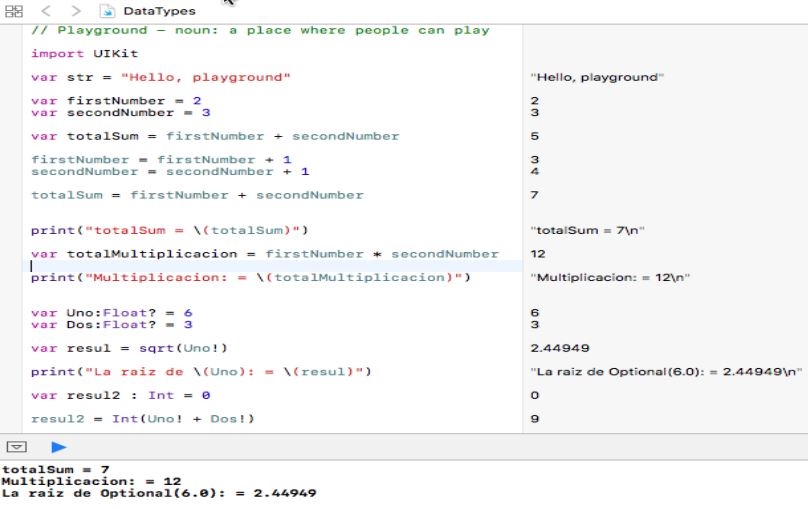 DataTypes
// Playground – noun: a place where people can play
import UIKit
var str = "Hello, playground" "Hello, playground"
var firstNumber = 2 2
var secondNumber = 3 3
var totalSum = firstNumber + secondNumber 5
firstNumber = firstNumber + 1 3
secondNumber = secondNumber + 1 4
totalSum = firstNumber + secondNumber 7
print("totalSum = \(totalSum)") "totalSum = 7\n"
var totalMultiplicacion = firstNumber * secondNumber 12
print("Multiplicacion: = \(totalMultiplicacion)") "Multiplicacion: = 12\n"
var Uno:Float? = 6 6
var Dos:Float? = 3 3
var resul = sqrt(Uno!) 2.44949
print("La raiz de \(Uno): = \(resul)") "La raiz de Optional(6.0): = 2.44949\n"
var resul2 : Int = 0 0
resul2 = Int(Uno! + Dos!) 9
totalSum = 7
Multiplicacion: = 12
La raiz de Optional(6.0): = 2.44949